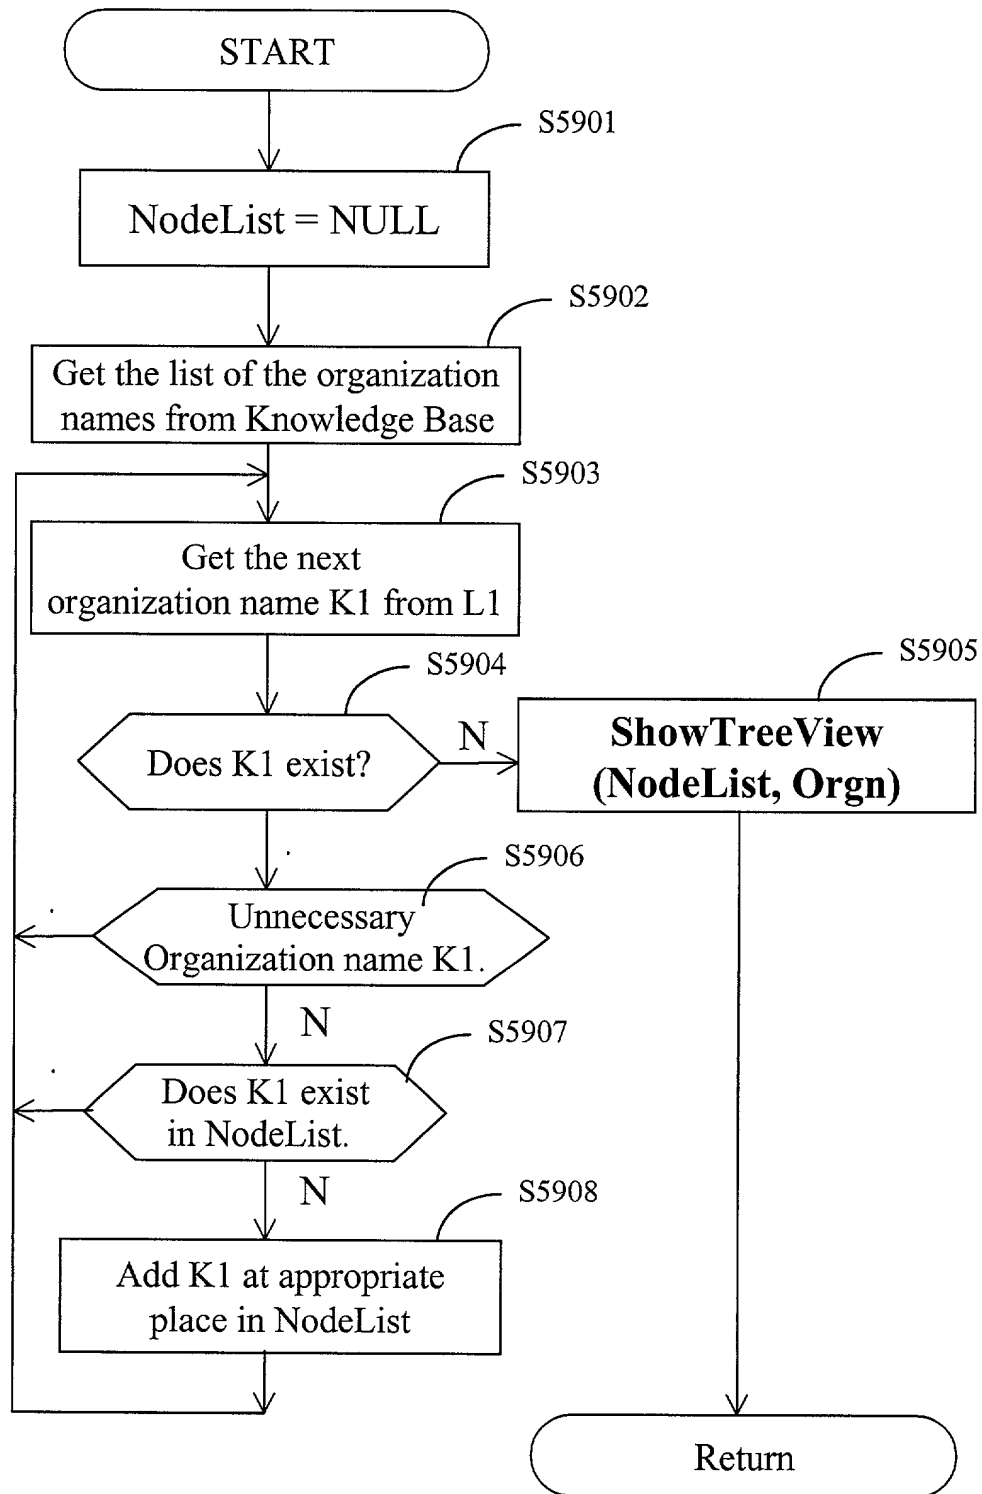 START
S5901
NodeList = NULL
S5902
Get the list of the organization
names from Knowledge Base
S5903
Get the next
organization name K1 from L1
S5904
Does K1 exist?
N
S5905
ShowTreeView
(NodeList, Orgn)
S5906
Unnecessary
Organization name K1.
N
S5907
Does K1 exist
in NodeList.
N
S5908
Add K1 at appropriate
place in NodeList
Return